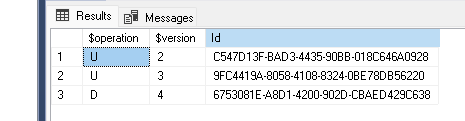 Results Messages
$operation $version Id
1 U 2 C547D13F-BAD3-4435-90BB-018C646A0928
2 U 3 9FC4419A-8058-4108-8324-0BE78DB56220
3 D 4 6753081E-A8D1-4200-902D-CBAED429C638